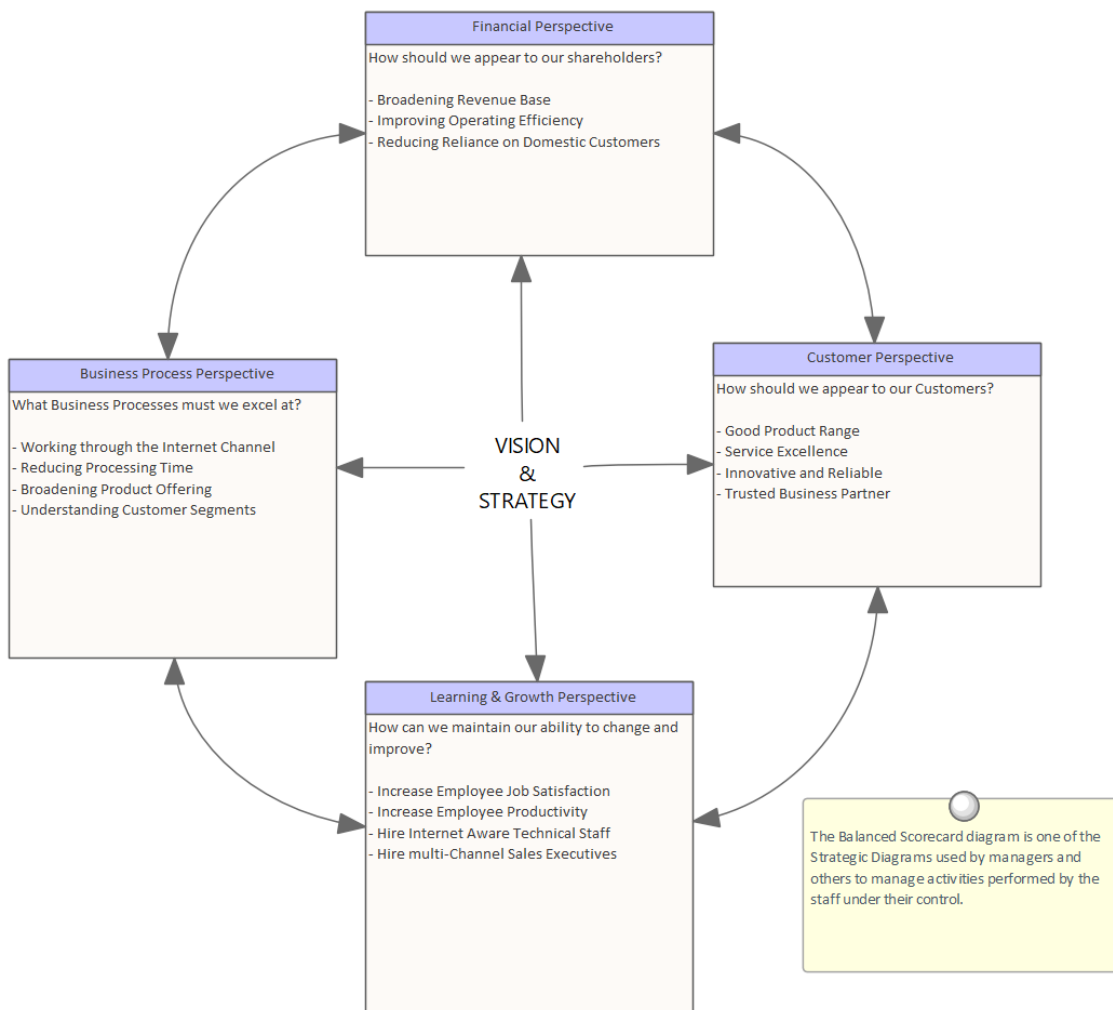 Financial Perspective
How should we appear to our shareholders?
- Broadening Revenue Base
- Improving Operating Efficiency
- Reducing Reliance on Domestic Customers
Business Process Perspective
What Business Processes must we excel at?
- Working through the Internet Channel
- Reducing Processing Time
- Broadening Product Offering
- Understanding Customer Segments
VISION
&
STRATEGY
Customer Perspective
How should we appear to our Customers?
- Good Product Range
- Service Excellence
- Innovative and Reliable
- Trusted Business Partner
Learning & Growth Perspective
How can we maintain our ability to change and
improve?
- Increase Employee Job Satisfaction
- Increase Employee Productivity
- Hire Internet Aware Technical Staff
- Hire multi-Channel Sales Executives
The Balanced Scorecard diagram is one of the
Strategic Diagrams used by managers and
others to manage activities performed by the
staff under their control.